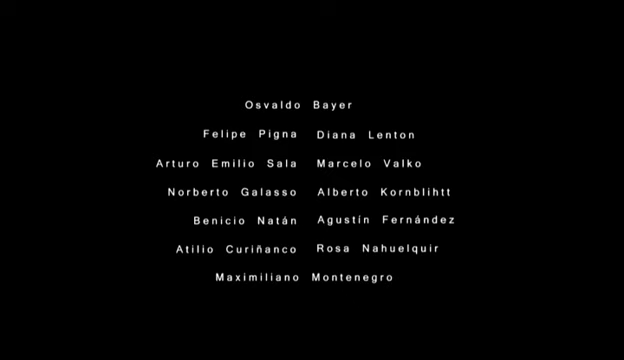 Osvaldo Bayer
Felipe Pigna Diana Lenton
Arturo Emilio Sala Marcelo Valko
Norberto Galasso Alberto Kornblihtt
Benicio Natán Agustín Fernández
Atilio Curiñanco Rosa Nahuelquir
Maximiliano Montenegro